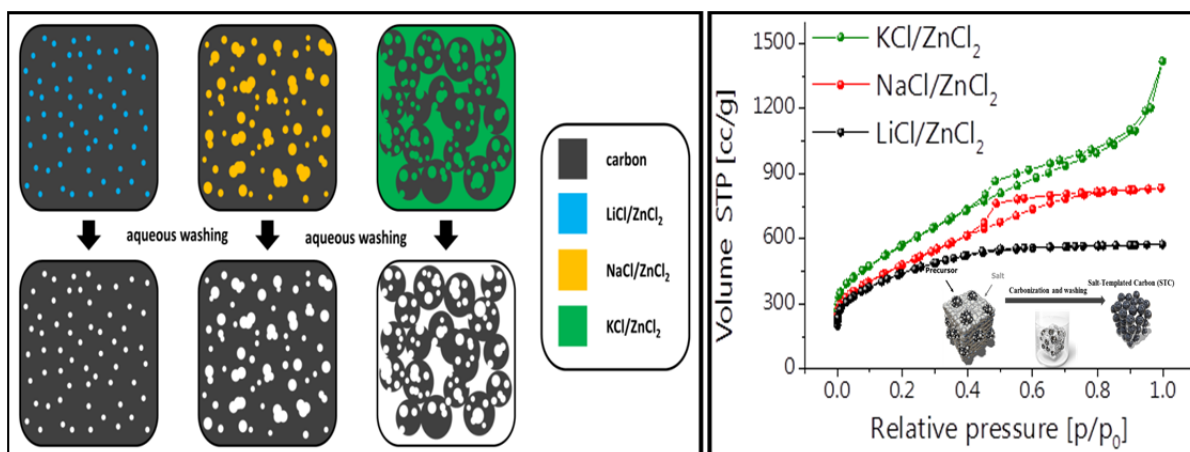 aqueous washing
aqueous washing
carbon
LiCl/ZnCl₂
NaCl/ZnCl₂
KCl/ZnCl₂
Volume STP [cc/g]
1500
1200
900
600
300
0
KCl/ZnCl₂
NaCl/ZnCl₂
LiCl/ZnCl₂
Precursor
Salt
Carbonization and washing
Salt-Templated Carbon (STC)
0.0 0.2 0.4 0.6 0.8 1.0
Relative pressure [p/p₀]